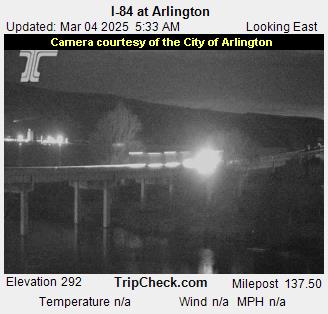 I-84 at Arlington
Updated: Mar 04 2025 5:33 AM Looking East
Camera courtesy of the City of Arlington
Elevation 292 TripCheck.com Milepost 137.50
Temperature n/a Wind n/a MPH n/a